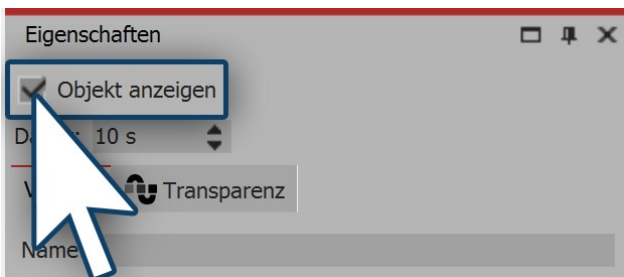 Eigenschaften
Objekt anzeigen
10 s
Transparenz
Name